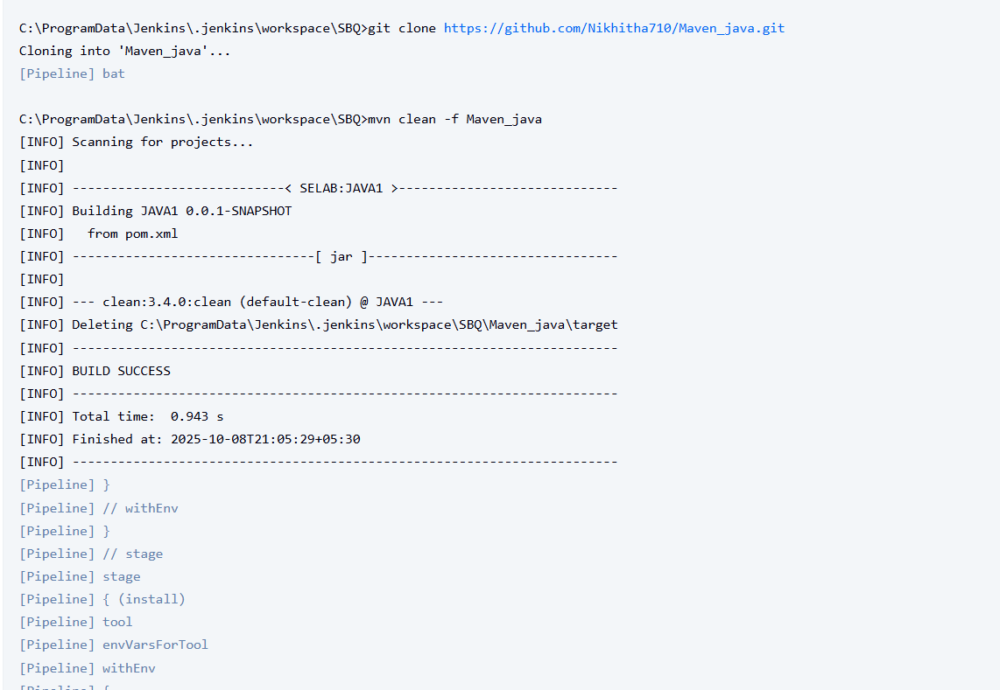 C:\ProgramData\Jenkins\.jenkins\workspace\SBQ>git clone https://github.com/Nikhitha710/Maven_java.git
Cloning into 'Maven_java'...
[Pipeline] bat
C:\ProgramData\Jenkins\.jenkins\workspace\SBQ>mvn clean -f Maven_java
[INFO] Scanning for projects...
[INFO]
[INFO] ----------------------------< SELAB:JAVA1 >-----------------------------
[INFO] Building JAVA1 0.0.1-SNAPSHOT
[INFO]   from pom.xml
[INFO] --------------------------------[ jar ]---------------------------------
[INFO]
[INFO] --- clean:3.4.0:clean (default-clean) @ JAVA1 ---
[INFO] Deleting C:\ProgramData\Jenkins\.jenkins\workspace\SBQ\Maven_java\target
[INFO] ------------------------------------------------------------------------
[INFO] BUILD SUCCESS
[INFO] ------------------------------------------------------------------------
[INFO] Total time:  0.943 s
[INFO] Finished at: 2025-10-08T21:05:29+05:30
[INFO] ------------------------------------------------------------------------
[Pipeline] }
[Pipeline] // withEnv
[Pipeline] }
[Pipeline] // stage
[Pipeline] stage
[Pipeline] { (install)
[Pipeline] tool
[Pipeline] envVarsForTool
[Pipeline] withEnv
[Pipeline] {